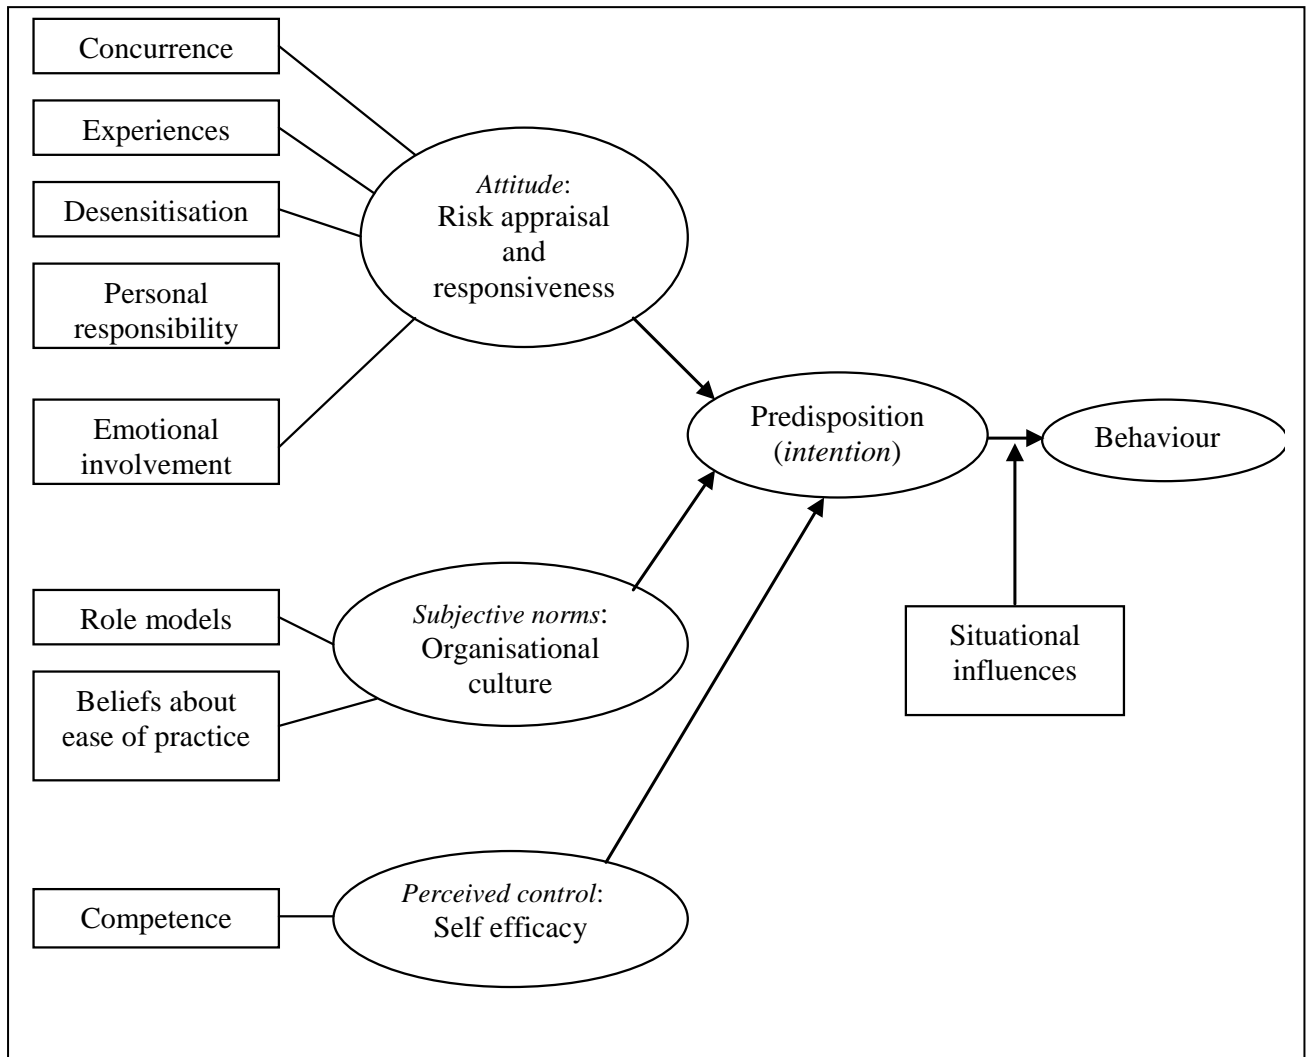 Concurrence
Experiences
Desensitisation
Personal
responsibility
Emotional
involvement
Role models
Beliefs about
ease of practice
Competence
Attitude:
Risk appraisal
and
responsiveness
Subjective norms:
Organisational
culture
Perceived control:
Self efficacy
Predisposition
(intention)
Situational
influences
Behaviour